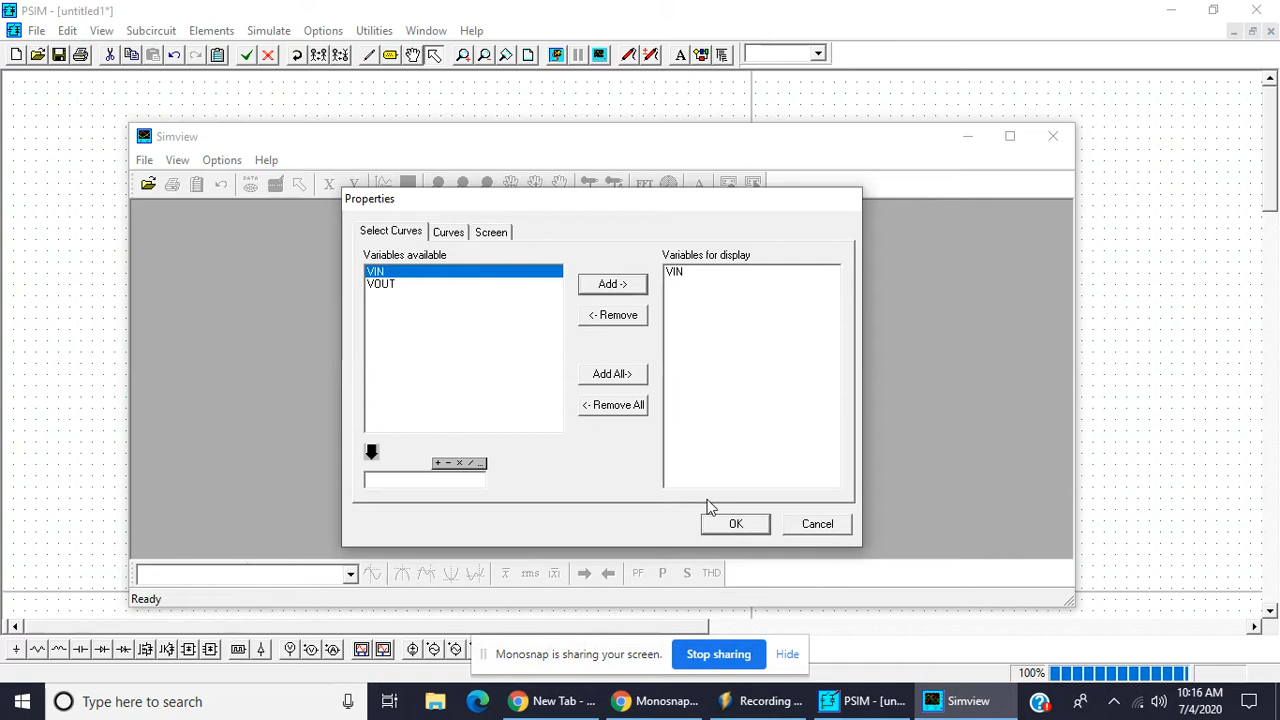 PSIM - [untitled1*]
File Edit View Subcircuit Elements Simulate Options Window Help
Simview
File View Options Help
DATA X Y FFT A
Properties
Select Curves Curves Screen
Variables available
Variables for display
VIN
VOUT
Add ->
<- Remove
Add All->
<- Remove All
VIN
+ - × / ...
OK Cancel
x rms |x| PF P S THD
Ready
Monosnap is sharing your screen. Stop sharing Hide
100%
Type here to search
New Tab - ...
Monosnap...
Recording ...
PSIM - [un...
Simview
10:16 AM
7/4/2020